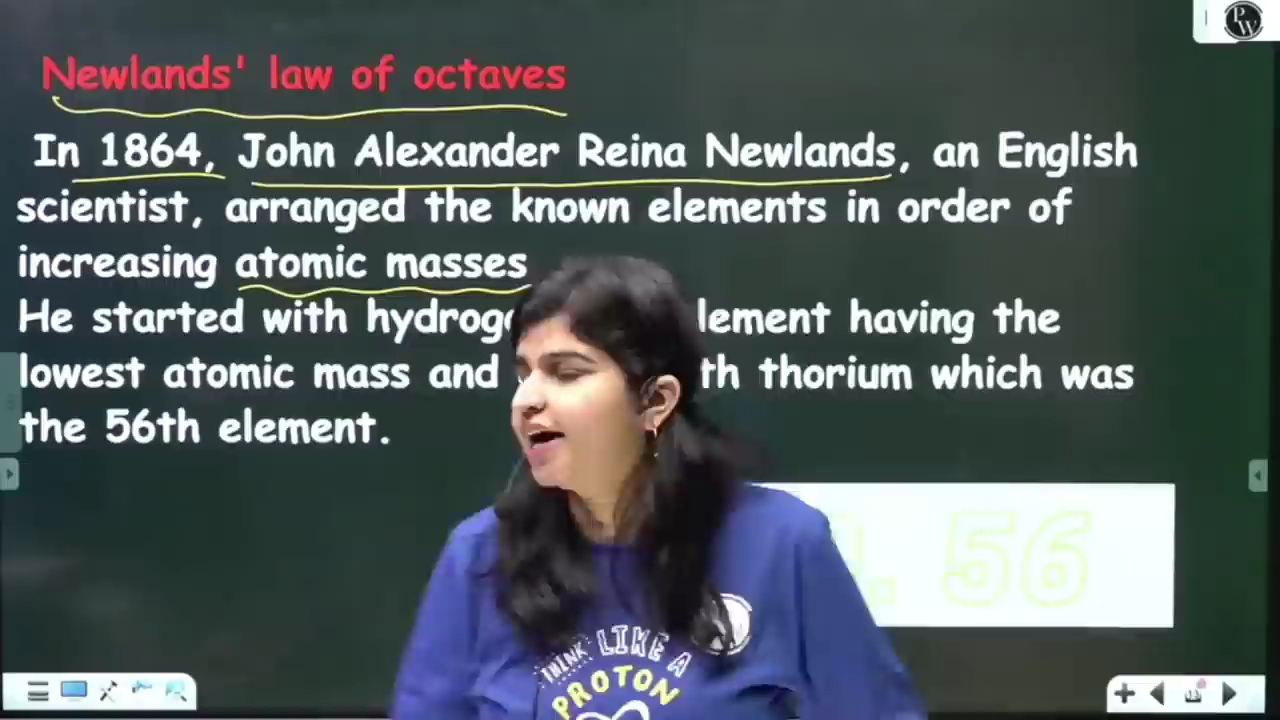 PW
Newlands' law of octaves
In 1864, John Alexander Reina Newlands, an English
scientist, arranged the known elements in order of
increasing atomic masses
He started with hydrog lement having the
lowest atomic mass and th thorium which was
the 56th element.
56
THINK LIKE A
PROTON
13